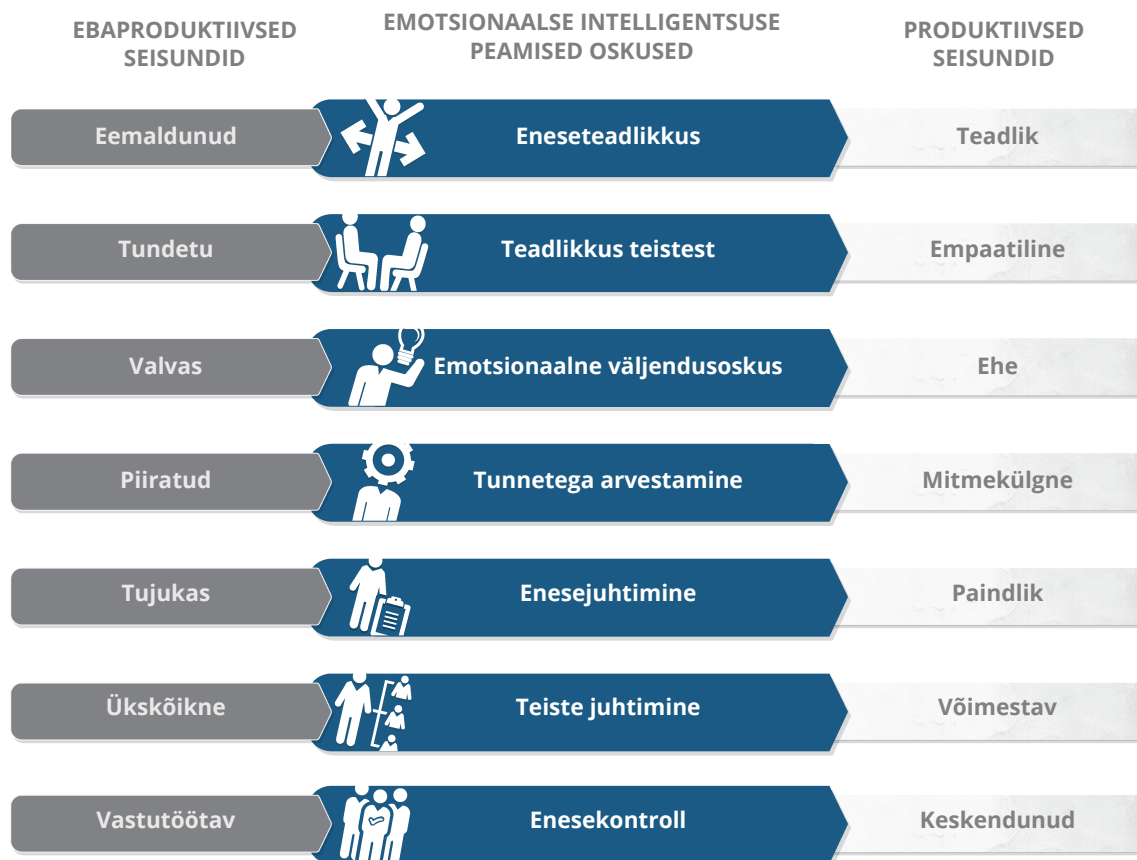 EBAPRODUKTIIVSED
SEISUNDID
EMOTSIONAALSE INTELLIGENTSUSE
PEAMISED OSKUSED
PRODUKTIIVSED
SEISUNDID
Eemaldunud
Eneseteadlikkus
Teadlik
Tundetu
Teadlikkus teistest
Empaatiline
Valvas
Emotsionaalne väljendusoskus
Ehe
Piiratud
Tunnetega arvestamine
Mitmekülgne
Tujukas
Enesejuhtimine
Paindlik
Ükskõikne
Teiste juhtimine
Võimestav
Vastutöötav
Enesekontroll
Keskendunud